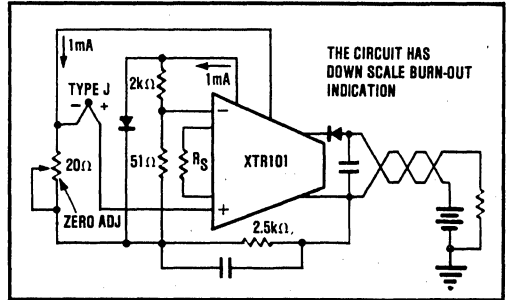 1mA
TYPE J
- +
20Ω
ZERO ADJ
2kΩ
1mA
51Ω
RS
-
+
XTR101
2.5kΩ
THE CIRCUIT HAS
DOWN SCALE BURN-OUT
INDICATION